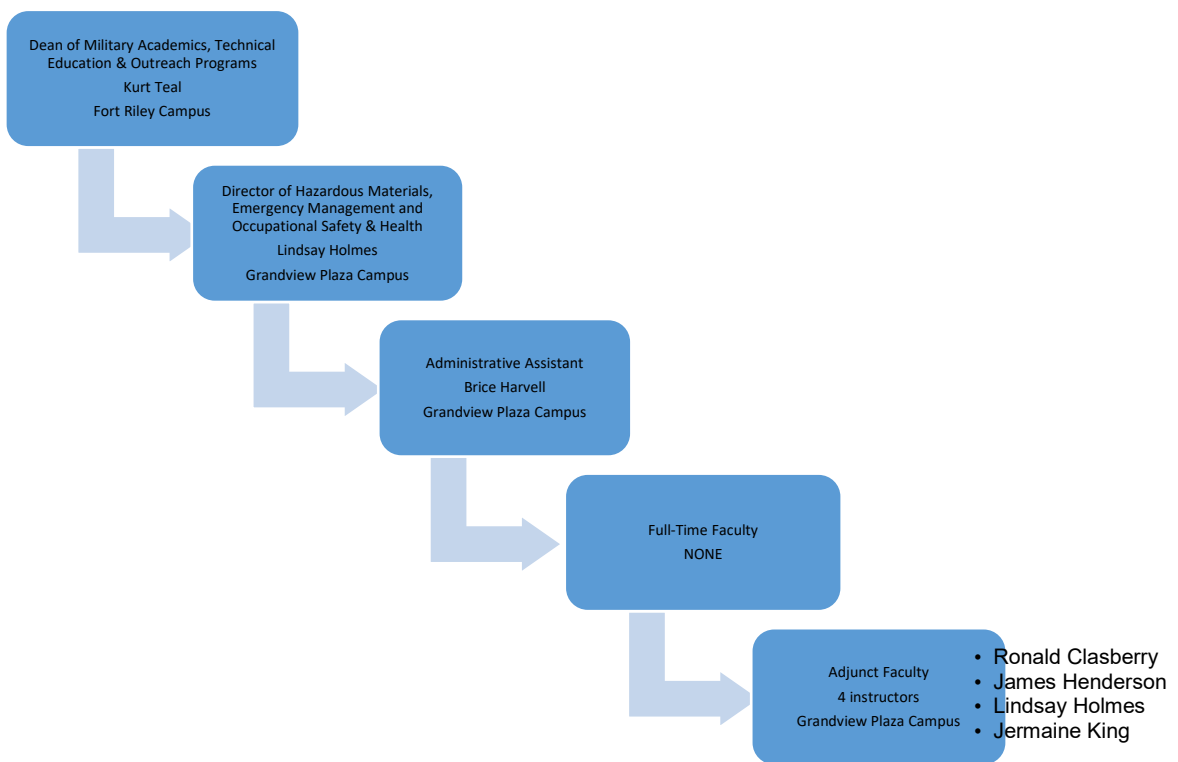 Dean of Military Academics, Technical
Education & Outreach Programs
Kurt Teal
Fort Riley Campus
Director of Hazardous Materials,
Emergency Management and
Occupational Safety & Health
Lindsay Holmes
Grandview Plaza Campus
Administrative Assistant
Brice Harvell
Grandview Plaza Campus
Full-Time Faculty
NONE
Adjunct Faculty
4 instructors
Grandview Plaza Campus
• Ronald Clasberry
• James Henderson
• Lindsay Holmes
• Jermaine King